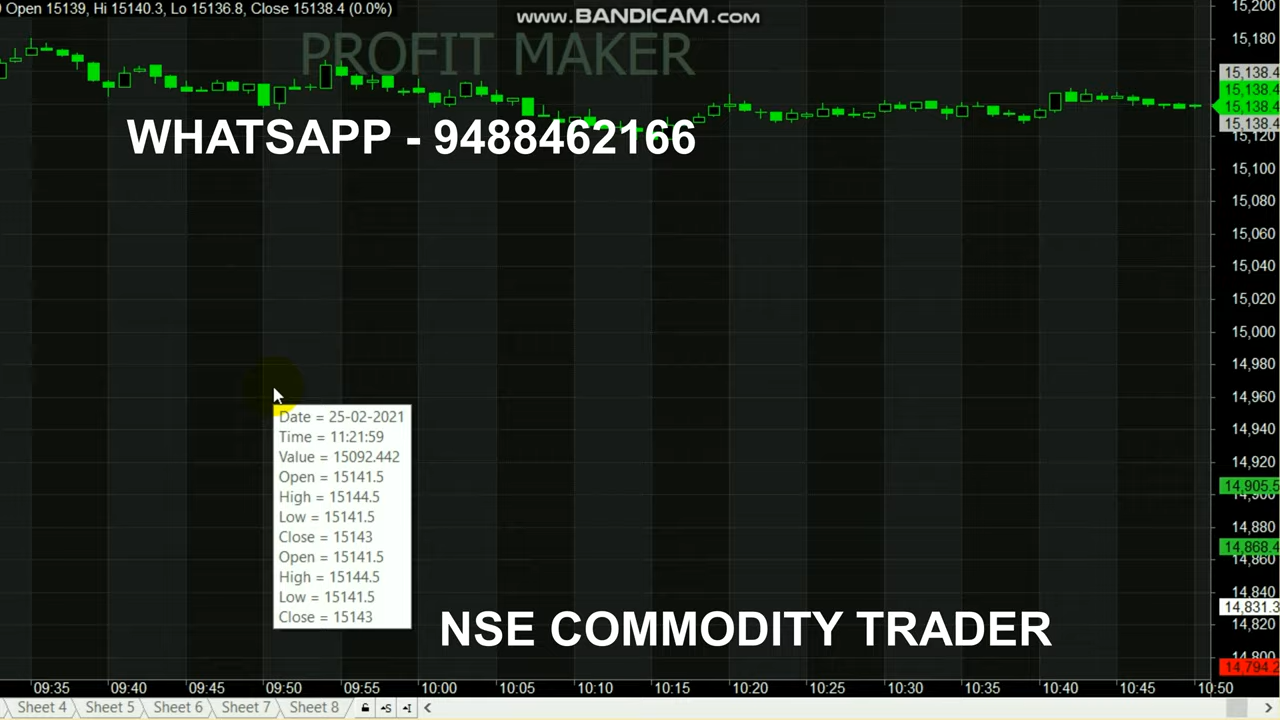 Open 15139, Hi 15140.3, Lo 15136.8, Close 15138.4 (0.0%)
www.BANDICAM.com
PROFIT MAKER
WHATSAPP - 9488462166
15,200
15,180
15,138.4
15,138.4
15,138.4
15,138.4
15,120
15,100
15,080
15,060
15,040
15,020
15,000
14,980
14,960
14,940
14,920
14,905.5
14,900
14,880
14,868.4
14,860
14,840
14,831.3
14,820
14,800
14,794.2
Date = 25-02-2021
Time = 11:21:59
Value = 15092.442
Open = 15141.5
High = 15144.5
Low = 15141.5
Close = 15143
Open = 15141.5
High = 15144.5
Low = 15141.5
Close = 15143
NSE COMMODITY TRADER
09:35 09:40 09:45 09:50 09:55 10:00 10:05 10:10 10:15 10:20 10:25 10:30 10:35 10:40 10:45 10:50
Sheet 4 Sheet 5 Sheet 6 Sheet 7 Sheet 8